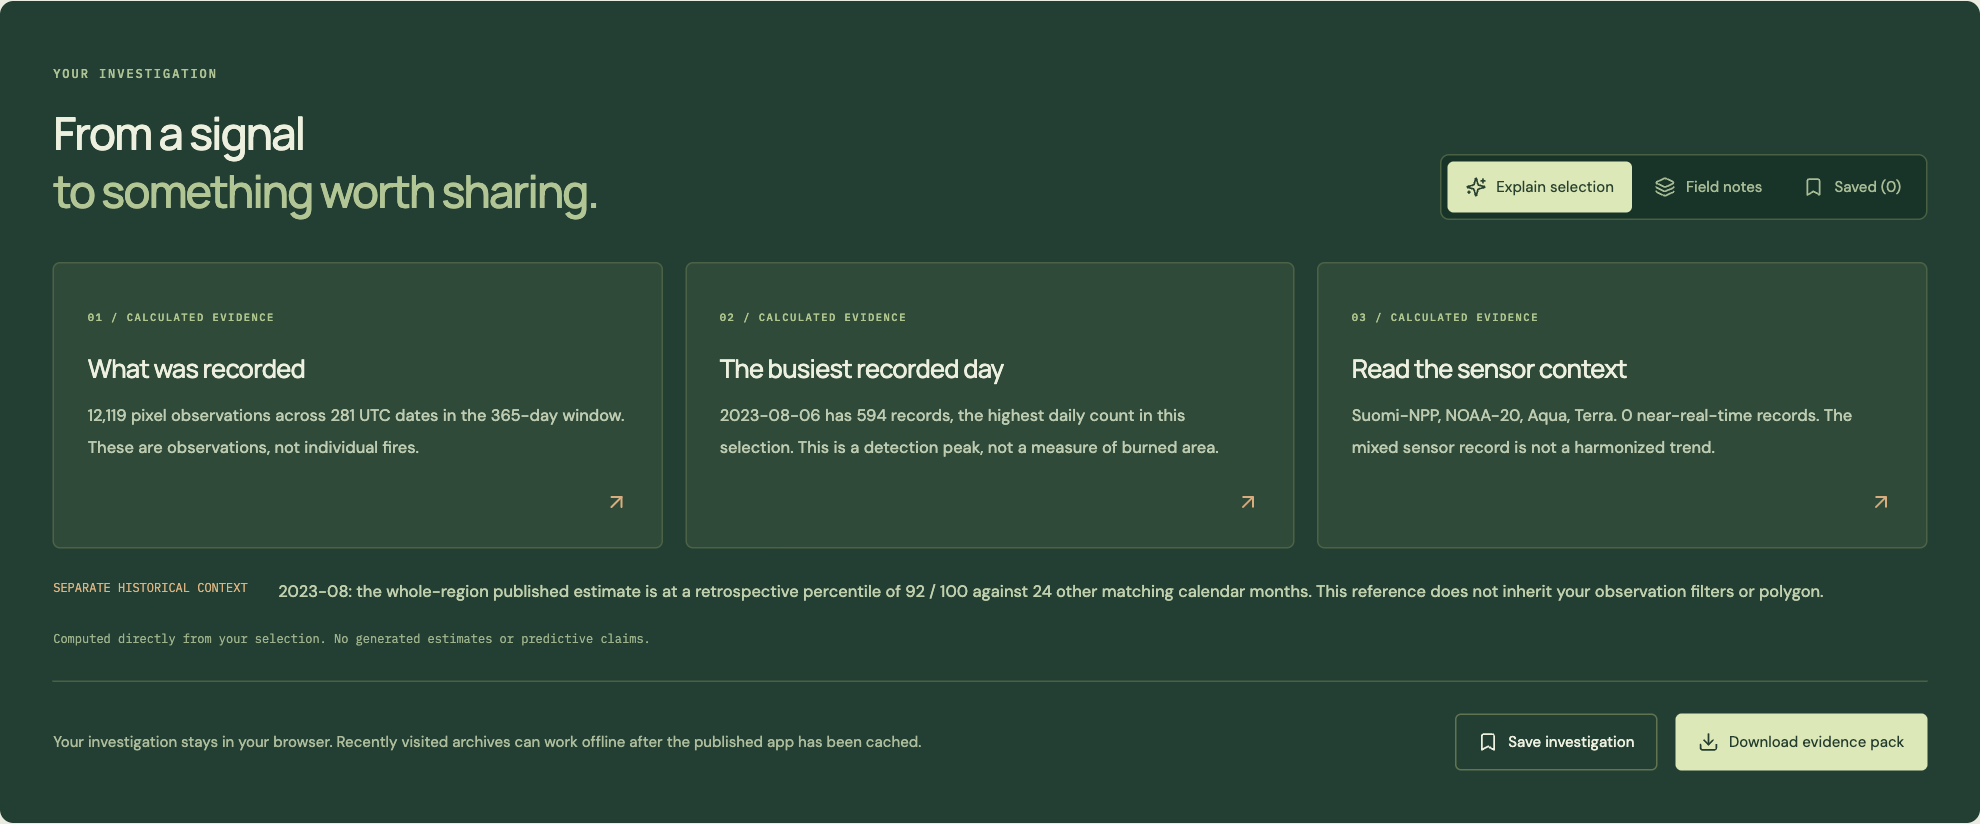 YOUR INVESTIGATION
From a signal
to something worth sharing.
Explain selection
Field notes
Saved (0)
01 / CALCULATED EVIDENCE
What was recorded
12,119 pixel observations across 281 UTC dates in the 365-day window.
These are observations, not individual fires.
02 / CALCULATED EVIDENCE
The busiest recorded day
2023-08-06 has 594 records, the highest daily count in this
selection. This is a detection peak, not a measure of burned area.
03 / CALCULATED EVIDENCE
Read the sensor context
Suomi-NPP, NOAA-20, Aqua, Terra. 0 near-real-time records. The
mixed sensor record is not a harmonized trend.
SEPARATE HISTORICAL CONTEXT
2023-08: the whole-region published estimate is at a retrospective percentile of 92 / 100 against 24 other matching calendar months. This reference does not inherit your observation filters or polygon.
Computed directly from your selection. No generated estimates or predictive claims.
Your investigation stays in your browser. Recently visited archives can work offline after the published app has been cached.
Save investigation
Download evidence pack